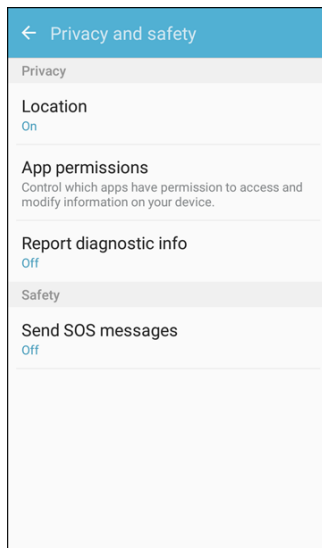 Privacy and safety
Privacy
Location
On
App permissions
Control which apps have permission to access and
modify information on your device.
Report diagnostic info
Off
Safety
Send SOS messages
Off